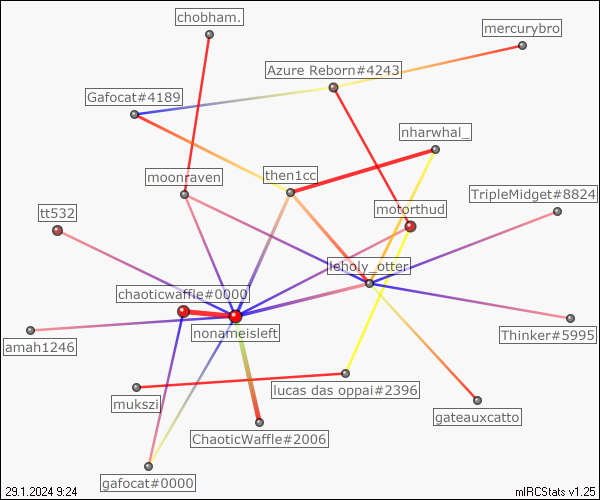 chobham.
mercurybro
Azure Reborn#4243
Gafocat#4189
nharwhal_
moonraven
then1cc
TripleMidget#8824
tt532
motorthud
leholy_otter
chaoticwaffle#0000
nonameisleft
amah1246
Thinker#5995
lucas das oppai#2396
mukszi
gateauxcatto
ChaoticWaffle#2006
gafocat#0000
29.1.2024 9:24
mIRCStats v1.25